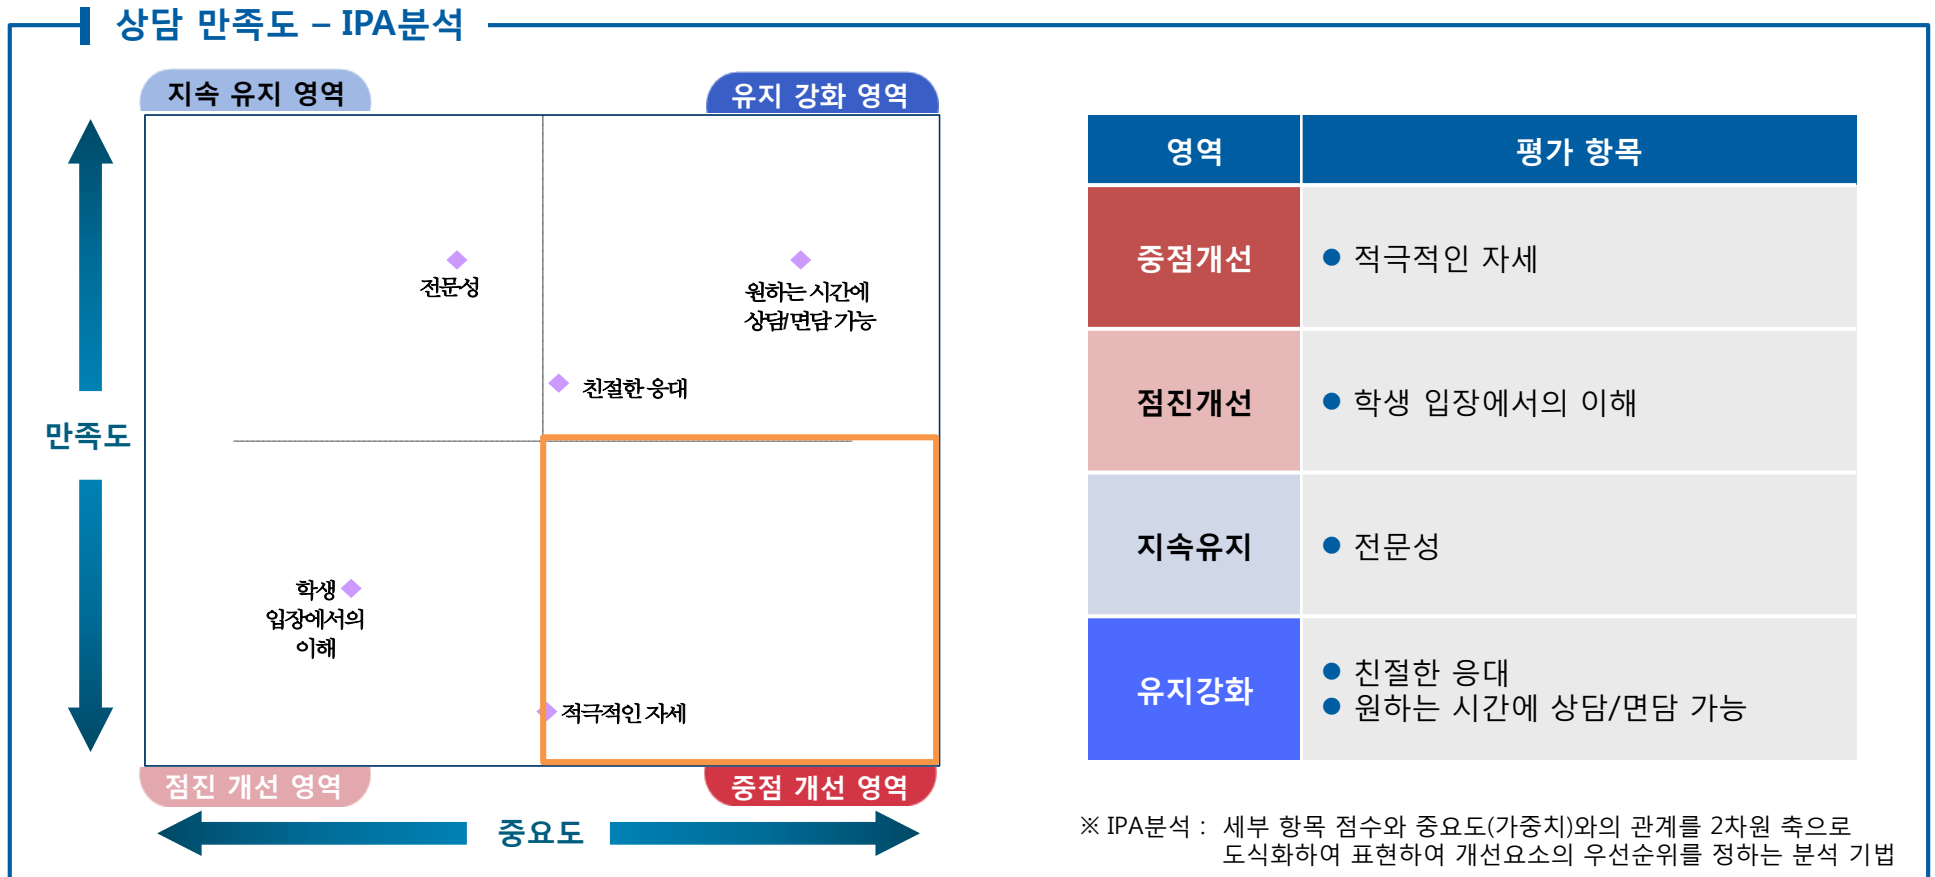 상담 만족도 – IPA분석
지속 유지 영역
유지 강화 영역
전문성
원하는 시간에
상담/면담 가능
친절한 응대
만족도
학생
입장에서의
이해
적극적인 자세
점진 개선 영역
중점 개선 영역
중요도
영역 평가 항목
중점개선 ● 적극적인 자세
점진개선 ● 학생 입장에서의 이해
지속유지 ● 전문성
유지강화 ● 친절한 응대
● 원하는 시간에 상담/면담 가능
※ IPA분석 : 세부 항목 점수와 중요도(가중치)와의 관계를 2차원 축으로
도식화하여 표현하여 개선요소의 우선순위를 정하는 분석 기법